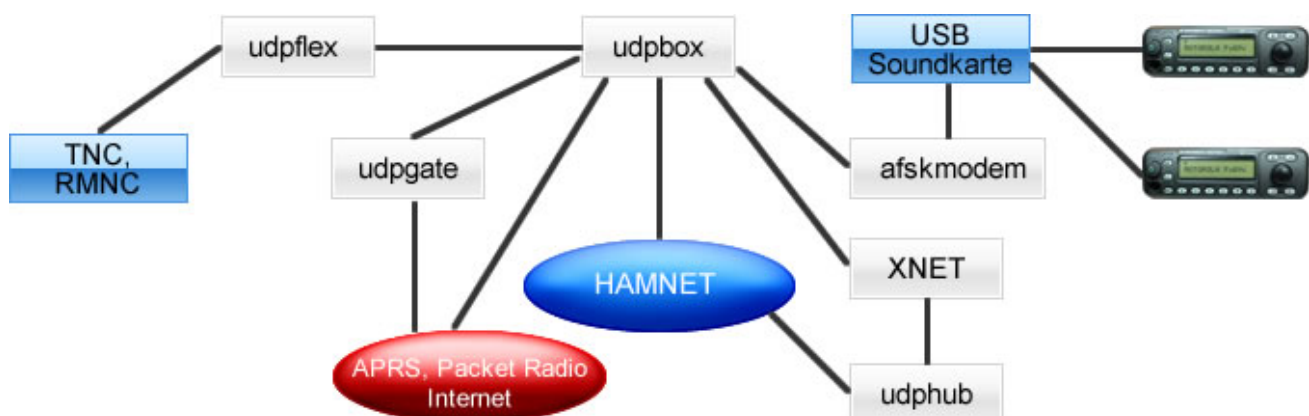 udpflex
udpbox
USB
Soundkarte
TNC,
RMNC
udpgate
afskmodem
HAMNET
XNET
APRS, Packet Radio
Internet
udphub